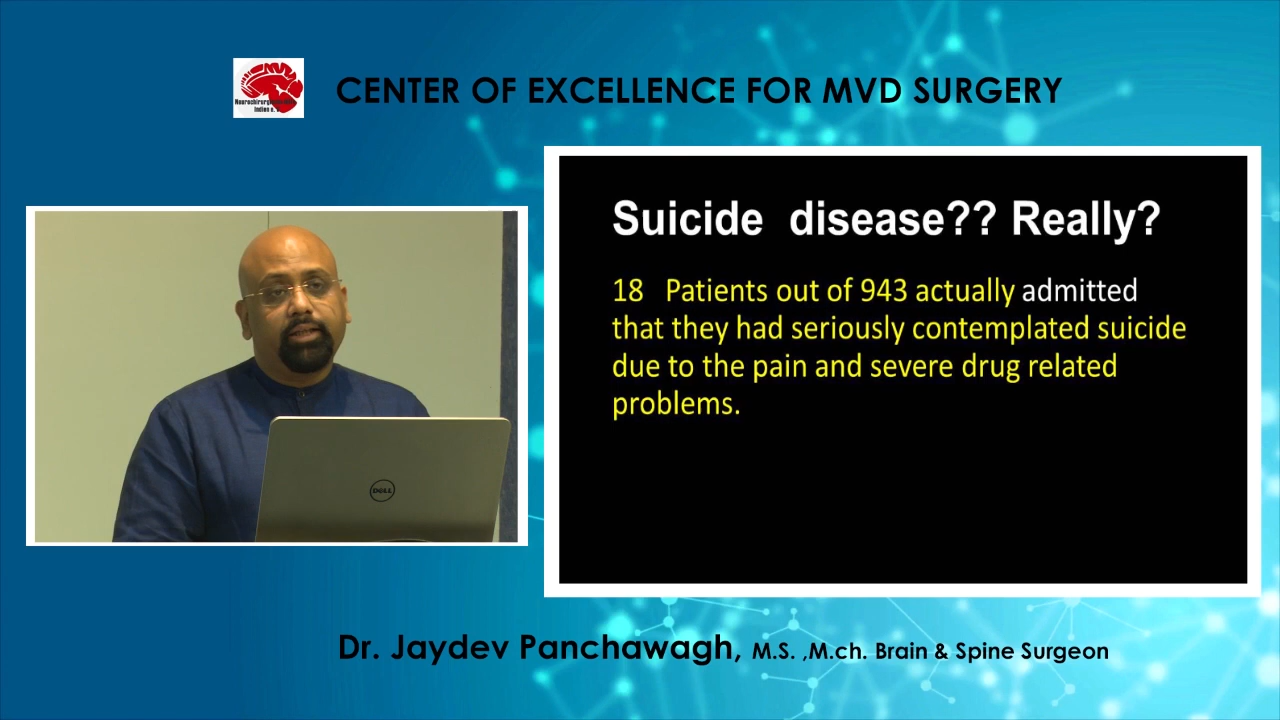 CENTER OF EXCELLENCE FOR MVD SURGERY
Suicide disease?? Really?
18 Patients out of 943 actually admitted
that they had seriously contemplated suicide
due to the pain and severe drug related
problems.
DELL
Dr. Jaydev Panchawagh, M.S. ,M.ch. Brain & Spine Surgeon